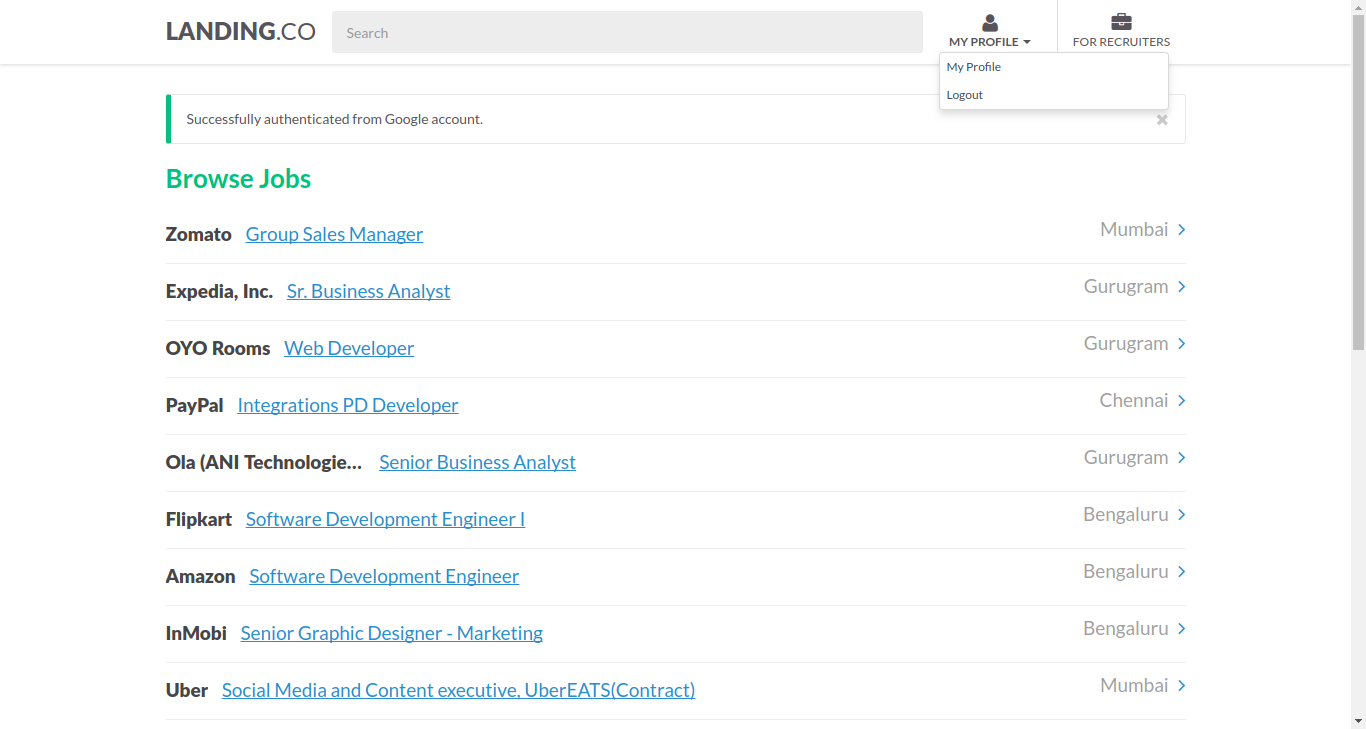 LANDING.CO
Search
MY PROFILE
FOR RECRUITERS
My Profile
Logout
Successfully authenticated from Google account.
Browse Jobs
Zomato Group Sales Manager Mumbai
Expedia, Inc. Sr. Business Analyst Gurugram
OYO Rooms Web Developer Gurugram
PayPal Integrations PD Developer Chennai
Ola (ANI Technologie... Senior Business Analyst Gurugram
Flipkart Software Development Engineer I Bengaluru
Amazon Software Development Engineer Bengaluru
InMobi Senior Graphic Designer - Marketing Bengaluru
Uber Social Media and Content executive, UberEATS(Contract) Mumbai